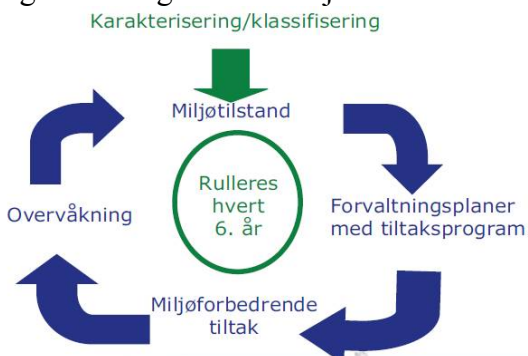 Karakterisering/klassifisering
Miljøtilstand
Rulleres
hvert
6. år
Overvåkning
Forvaltningsplaner
med tiltaksprogram
Miljøforbedrende
tiltak